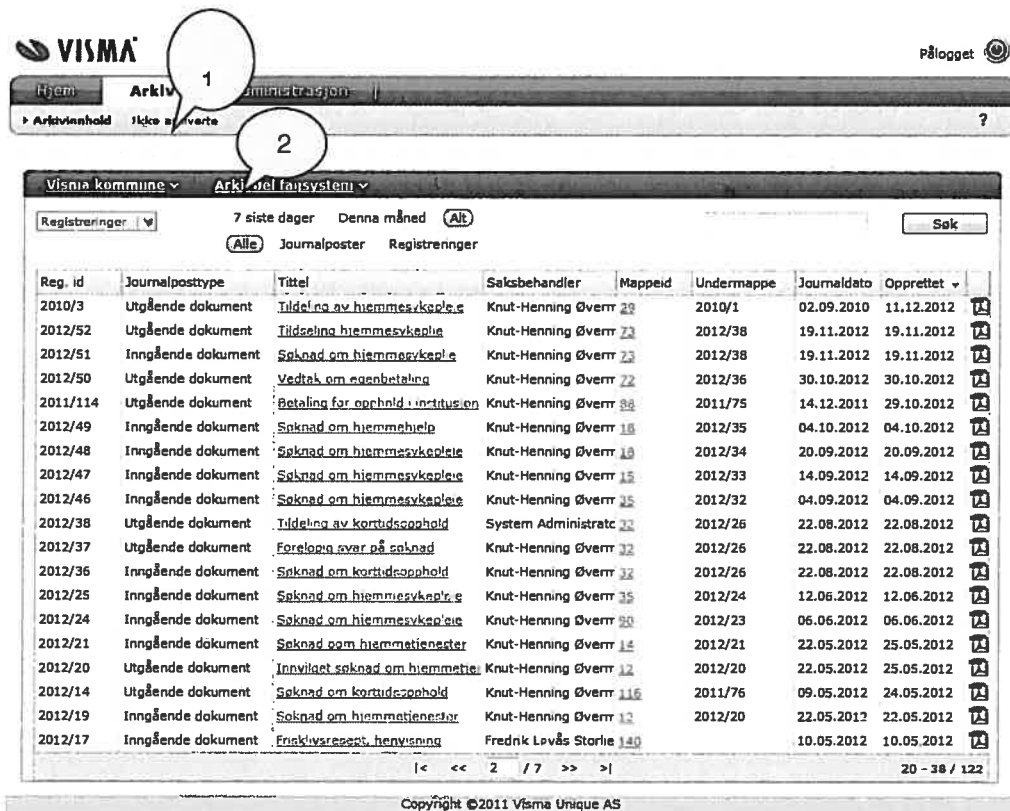 VISMA
Pålogget
1
Hjem Arkiv
Arkivinnhold Ikke arkiverte ?
2
Visma kommune Arkivdel fagsystem
Registreringer 7 siste dager Denne måned Alt Søk
Alle Journalposter Registreringer
Reg. id Journalposttype Tittel Saksbehandler Mappeid Undermappe Journaldato Opprettet
2010/3 Utgående dokument Tildeling av hjemmesykepleie Knut-Henning Øverr 29 2010/1 02.09.2010 11.12.2012
2012/52 Utgående dokument Tildseling hjemmesykeplie Knut-Henning Øverr 73 2012/38 19.11.2012 19.11.2012
2012/51 Inngående dokument Søknad om hjemmesykeple Knut-Henning Øverr 73 2012/38 19.11.2012 19.11.2012
2012/50 Utgående dokument Vedtak om egenbetaling Knut-Henning Øverr 72 2012/36 30.10.2012 30.10.2012
2011/114 Utgående dokument Betaling for opphold i institusjon Knut-Henning Øverr 88 2011/75 14.12.2011 29.10.2012
2012/49 Inngående dokument Søknad om hjemmehjelp Knut-Henning Øverr 18 2012/35 04.10.2012 04.10.2012
2012/48 Inngående dokument Søknad om hjemmesykepleie Knut-Henning Øverr 18 2012/34 20.09.2012 20.09.2012
2012/47 Inngående dokument Søknad om hjemmesykepleie Knut-Henning Øverr 15 2012/33 14.09.2012 14.09.2012
2012/46 Inngående dokument Søknad om hjemmesykepleie Knut-Henning Øverr 35 2012/32 04.09.2012 04.09.2012
2012/38 Utgående dokument Tildeling av korttidsopphold System Administratc 32 2012/26 22.08.2012 22.08.2012
2012/37 Utgående dokument Foreløpig svar på søknad Knut-Henning Øverr 32 2012/26 22.08.2012 22.08.2012
2012/36 Inngående dokument Søknad om korttidsopphold Knut-Henning Øverr 32 2012/26 22.08.2012 22.08.2012
2012/25 Inngående dokument Søknad om hjemmesykepleie Knut-Henning Øverr 35 2012/24 12.06.2012 12.06.2012
2012/24 Inngående dokument Søknad om hjemmesykepleie Knut-Henning Øverr 90 2012/23 06.06.2012 06.06.2012
2012/21 Inngående dokument Søknad oom hjemmetjenester Knut-Henning Øverr 14 2012/21 22.05.2012 25.05.2012
2012/20 Utgående dokument Innvilget søknad om hjemmetje Knut-Henning Øverr 12 2012/20 22.05.2012 25.05.2012
2012/14 Utgående dokument Søknad om korttidsopphold Knut-Henning Øverr 116 2011/76 09.05.2012 24.05.2012
2012/19 Inngående dokument Søknad om hjemmetjenester Knut-Henning Øverr 12 2012/20 22.05.2012 22.05.2012
2012/17 Inngående dokument Frisklivsresept, henvisning Fredrik Løvås Storlie 140 10.05.2012 10.05.2012
|< << 2 / 7 >> >| 20 - 38 / 122
Copyright ©2011 Visma Unique AS